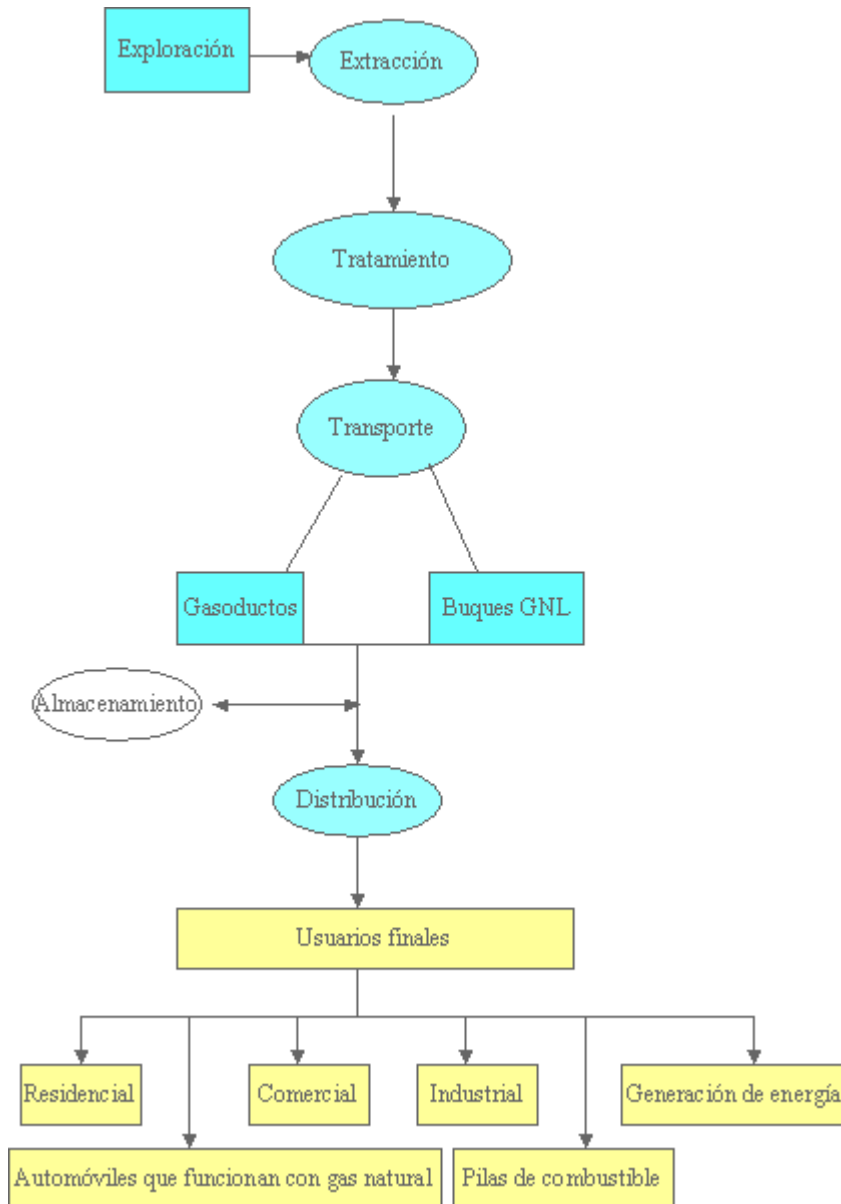 Exploración
Extracción
Tratamiento
Transporte
Gasoductos
Buques GNL
Almacenamiento
Distribución
Usuarios finales
Residencial
Comercial
Industrial
Generación de energía
Automóviles que funcionan con gas natural
Pilas de combustible